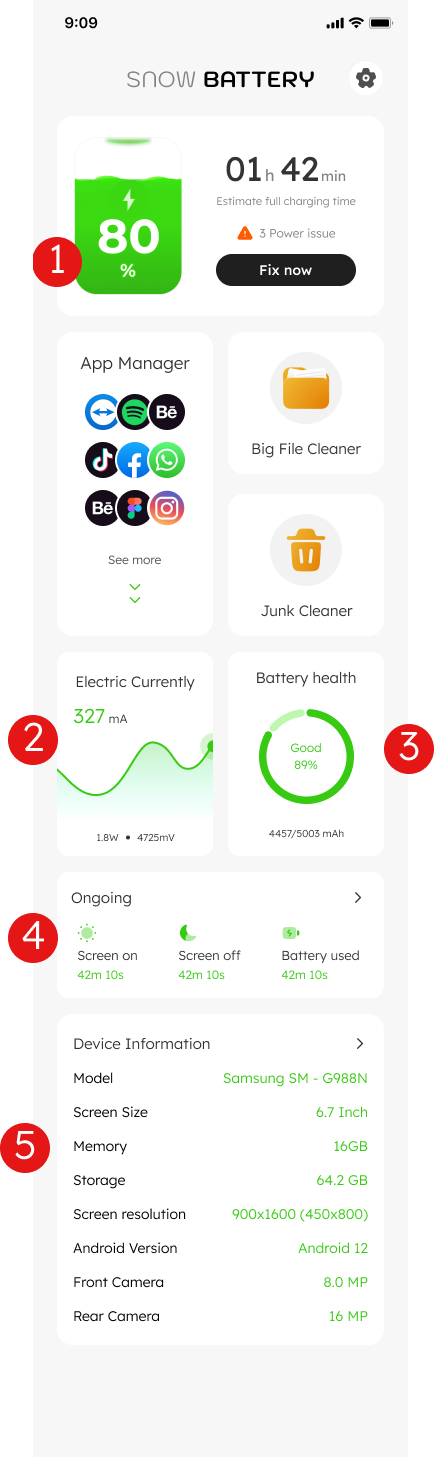 9:09
SNOW BATTERY
80
%
01 h 42 min
Estimate full charging time
3 Power issue
Fix now
1
App Manager
Bē
Bē
See more
Big File Cleaner
Junk Cleaner
Electric Currently
327 mA
1.8W • 4725mV
2
Battery health
Good
89%
4457/5003 mAh
3
Ongoing
Screen on
42m 10s
Screen off
42m 10s
Battery used
42m 10s
4
Device Information
Model Samsung SM - G988N
Screen Size 6.7 Inch
Memory 16GB
Storage 64.2 GB
Screen resolution 900x1600 (450x800)
Android Version Android 12
Front Camera 8.0 MP
Rear Camera 16 MP
5